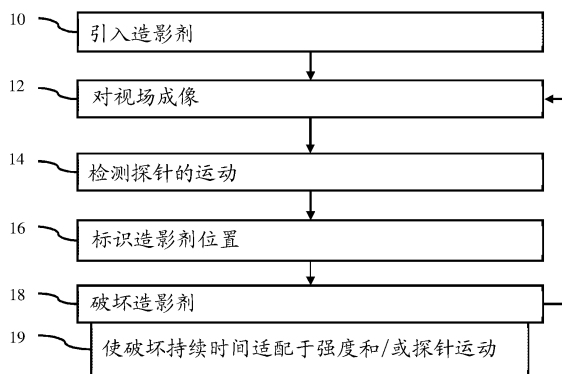 10 引入造影剂
12 对视场成像
14 检测探针的运动
16 标识造影剂位置
18 破坏造影剂
19 使破坏持续时间适配于强度和/或探针运动